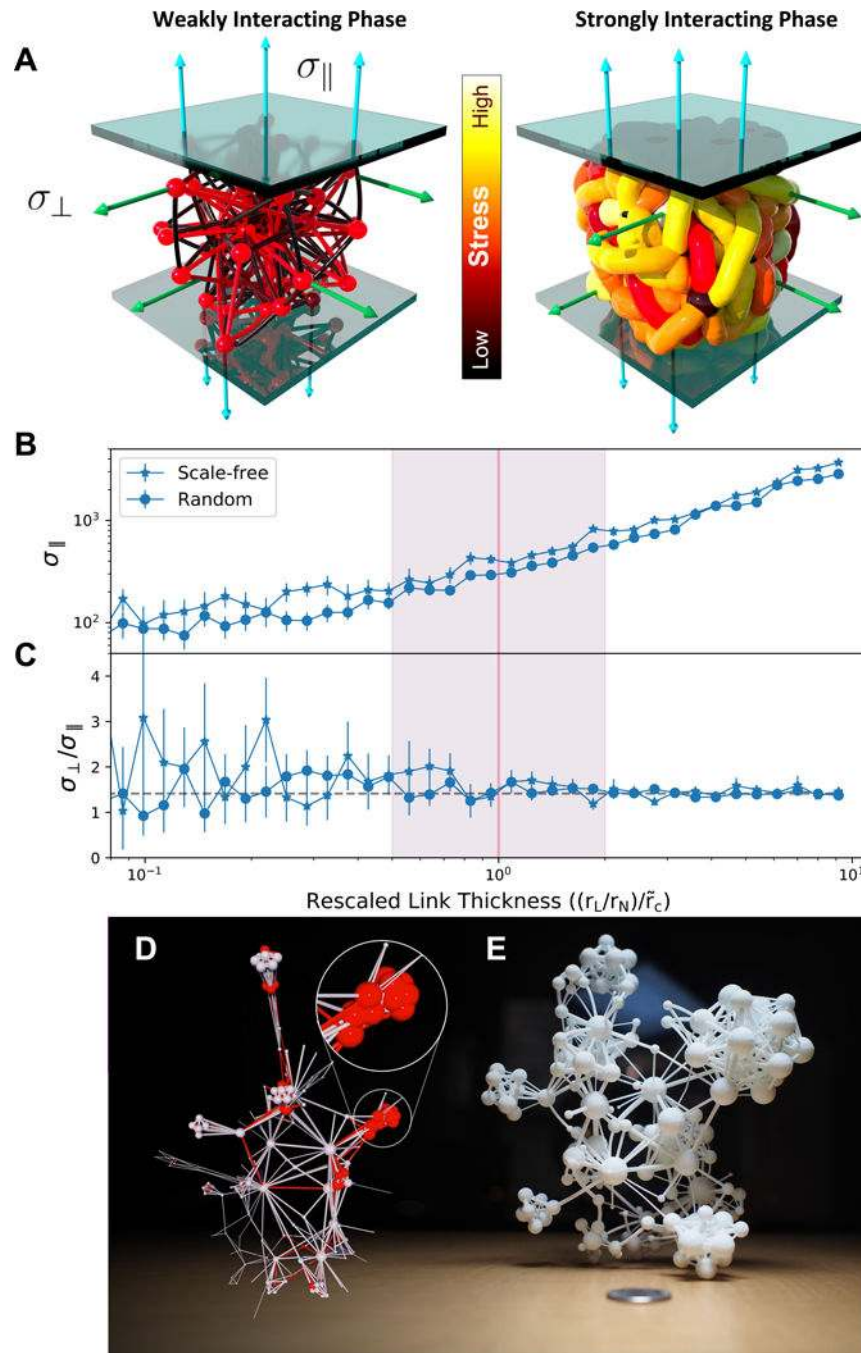 Weakly Interacting Phase
Strongly Interacting Phase
A
σ∥
σ⊥
High
Stress
Low
B
Scale-free
Random
σ∥
10³
10²
C
σ⊥/σ∥
4
3
2
1
0
10⁻¹
10⁰
10¹
Rescaled Link Thickness ((r_L/r_N)/r̃_c)
D
E